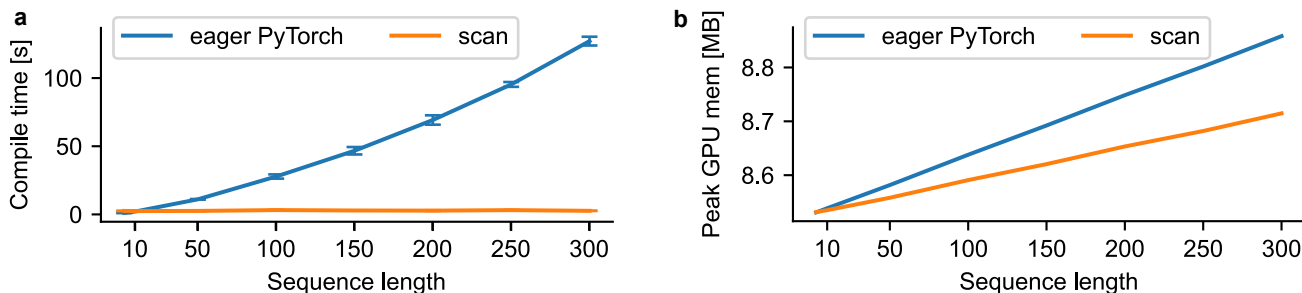 a
eager PyTorch scan
Compile time [s]
100
50
0
10 50 100 150 200 250 300
Sequence length
b
eager PyTorch scan
Peak GPU mem [MB]
8.8
8.7
8.6
10 50 100 150 200 250 300
Sequence length